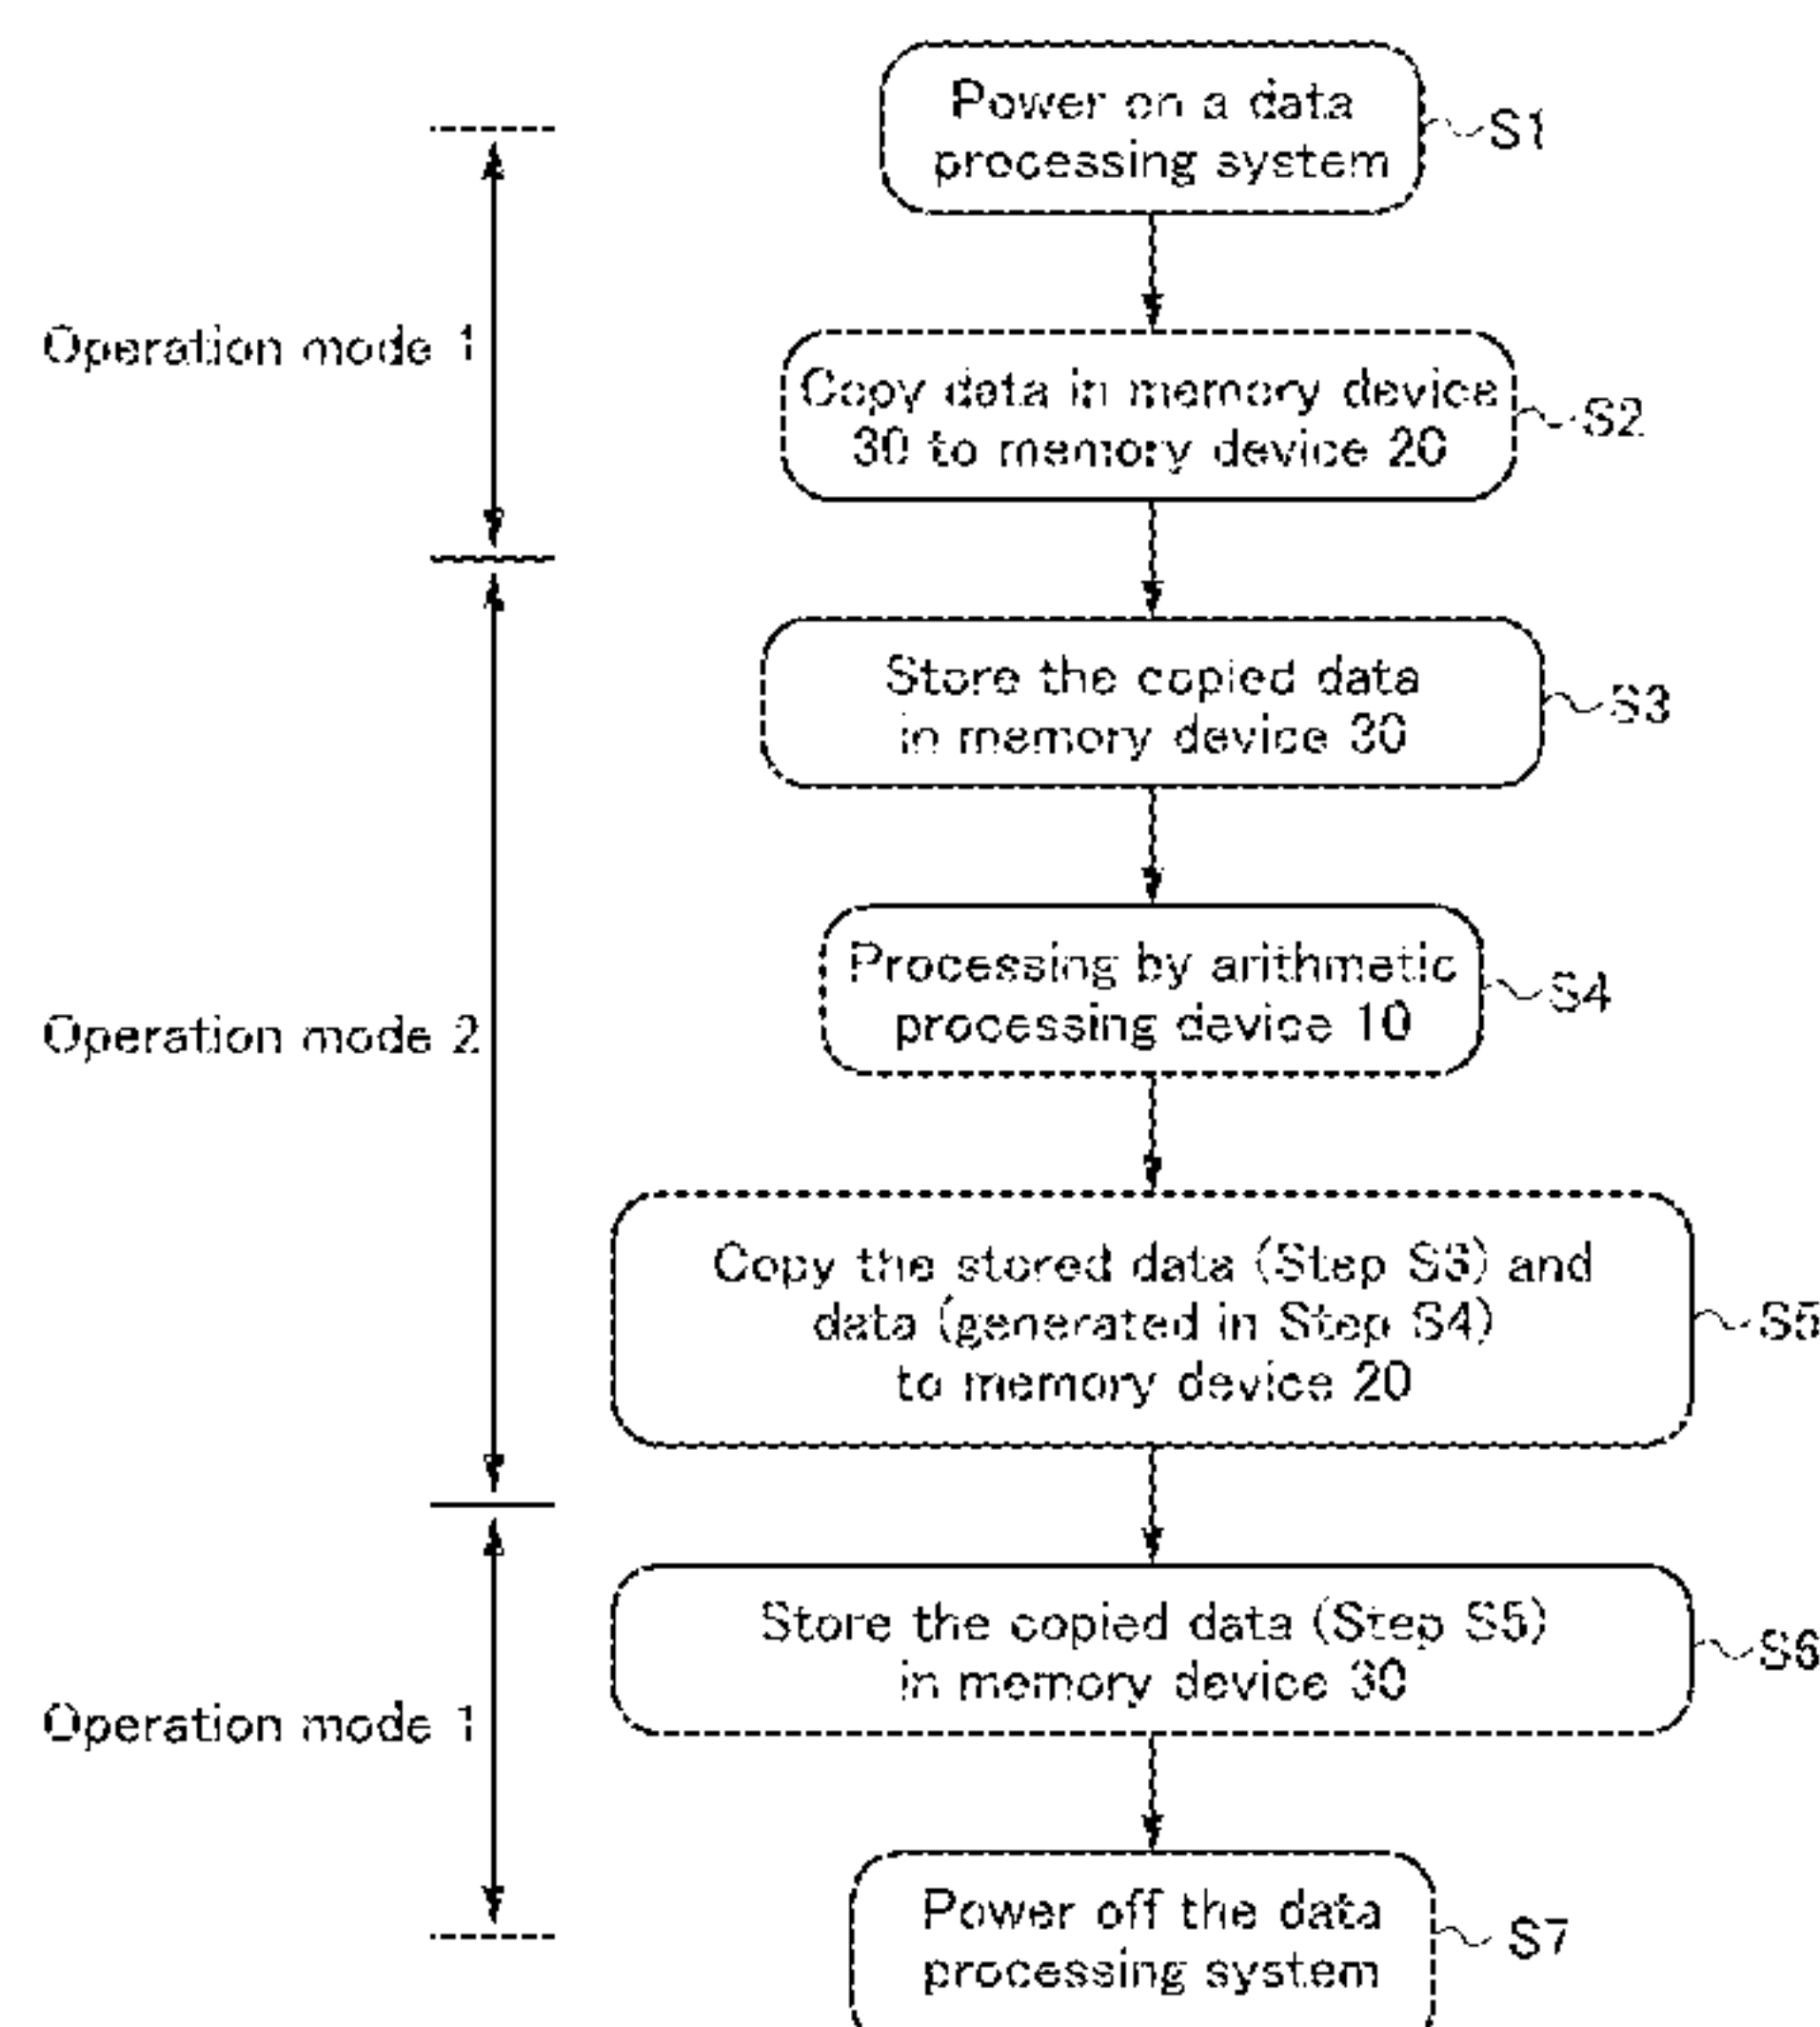 Power on a data
processing system
S1
Operation mode 1
Copy data in memory device
30 to memory device 20
S2
Store the copied data
in memory device 30
S3
Operation mode 2
Processing by arithmetic
processing device 10
S4
Copy the stored data (Step S3) and
data (generated in Step S4)
to memory device 20
S5
Store the copied data (Step S5)
in memory device 30
S6
Operation mode 1
Power off the data
processing system
S7